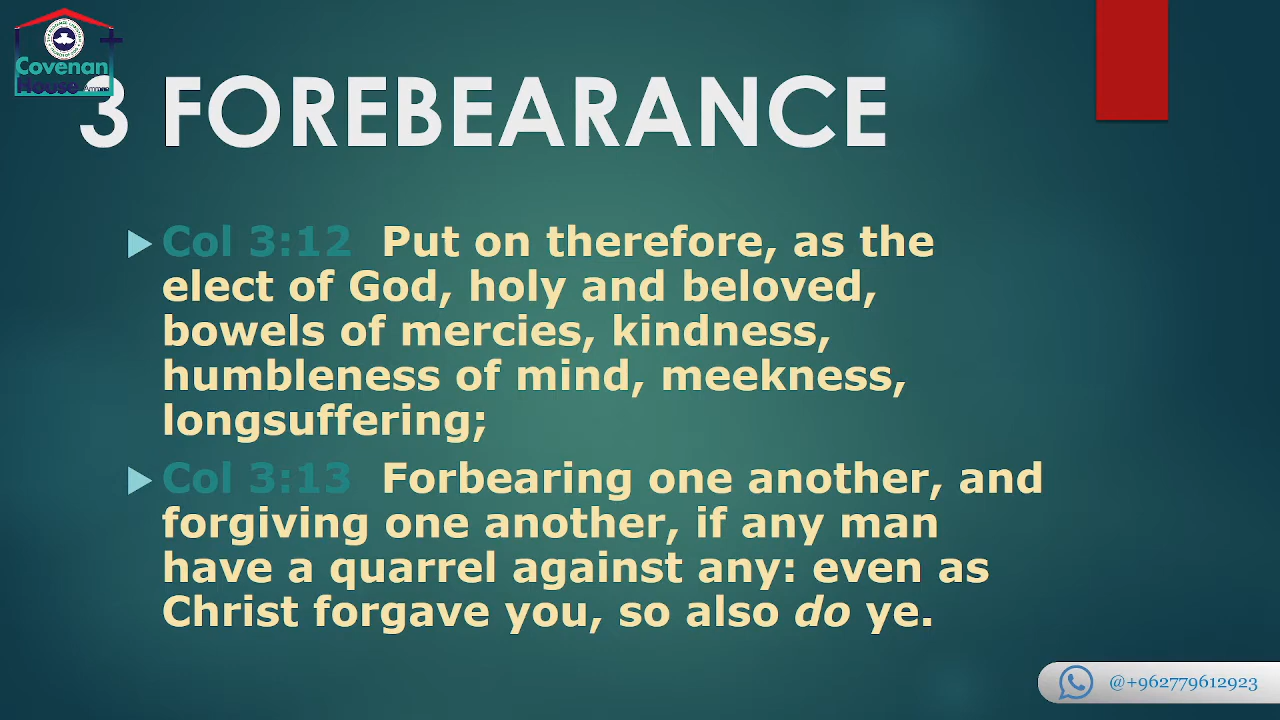 Covenan
House Amman
3 FOREBEARANCE
Col 3:12 Put on therefore, as the
elect of God, holy and beloved,
bowels of mercies, kindness,
humbleness of mind, meekness,
longsuffering;
Col 3:13 Forbearing one another, and
forgiving one another, if any man
have a quarrel against any: even as
Christ forgave you, so also do ye.
@+962779612923